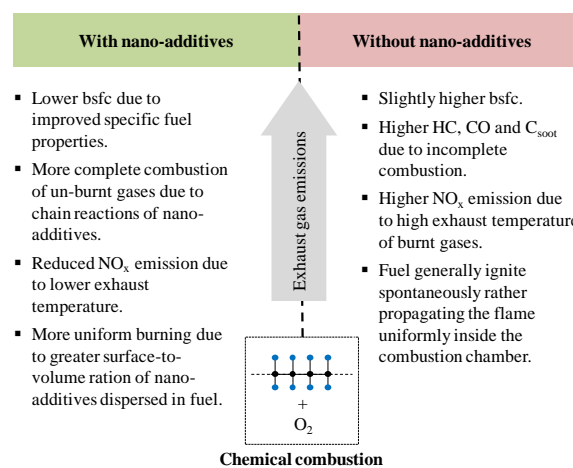 With nano-additives
Without nano-additives
▪ Lower bsfc due to
improved specific fuel
properties.
▪ More complete combustion
of un-burnt gases due to
chain reactions of nano-
additives.
▪ Reduced NOx emission due
to lower exhaust
temperature.
▪ More uniform burning due
to greater surface-to-
volume ration of nano-
additives dispersed in fuel.
Exhaust gas emissions
▪ Slightly higher bsfc.
▪ Higher HC, CO and Csoot
due to incomplete
combustion.
▪ Higher NOx emission due
to high exhaust temperature
of burnt gases.
▪ Fuel generally ignite
spontaneously rather
propagating the flame
uniformly inside the
combustion chamber.
+
O2
Chemical combustion